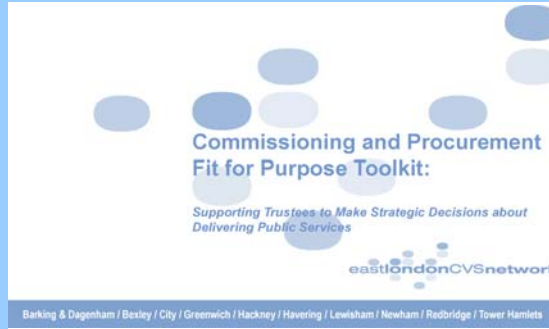 Commissioning and Procurement
Fit for Purpose Toolkit:
Supporting Trustees to Make Strategic Decisions about
Delivering Public Services
eastlondonCVSnetwork
Barking & Dagenham / Bexley / City / Greenwich / Hackney / Havering / Lewisham / Newham / Redbridge / Tower Hamlets